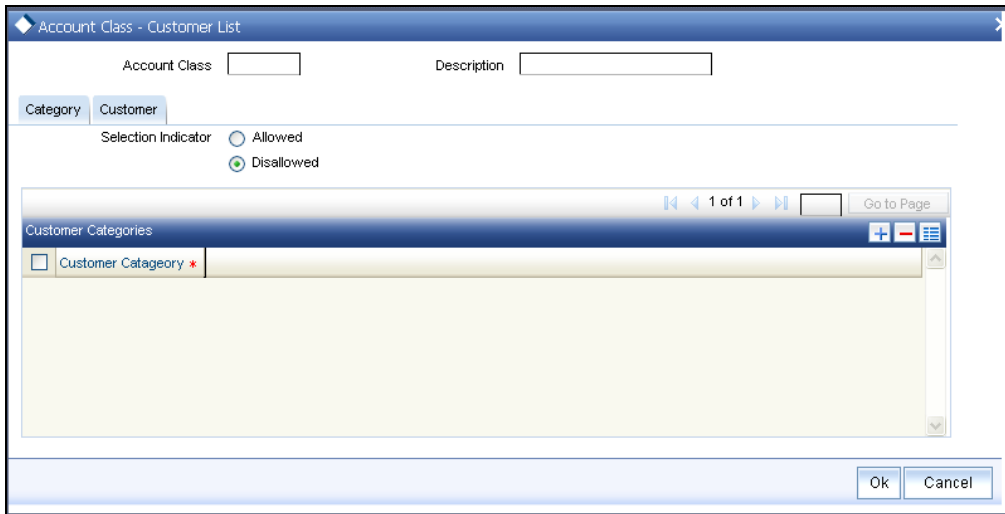 Account Class - Customer List
Account Class
Description
Category Customer
Selection Indicator Allowed
Disallowed
1 of 1 Go to Page
Customer Categories
Customer Catageory *
Ok Cancel